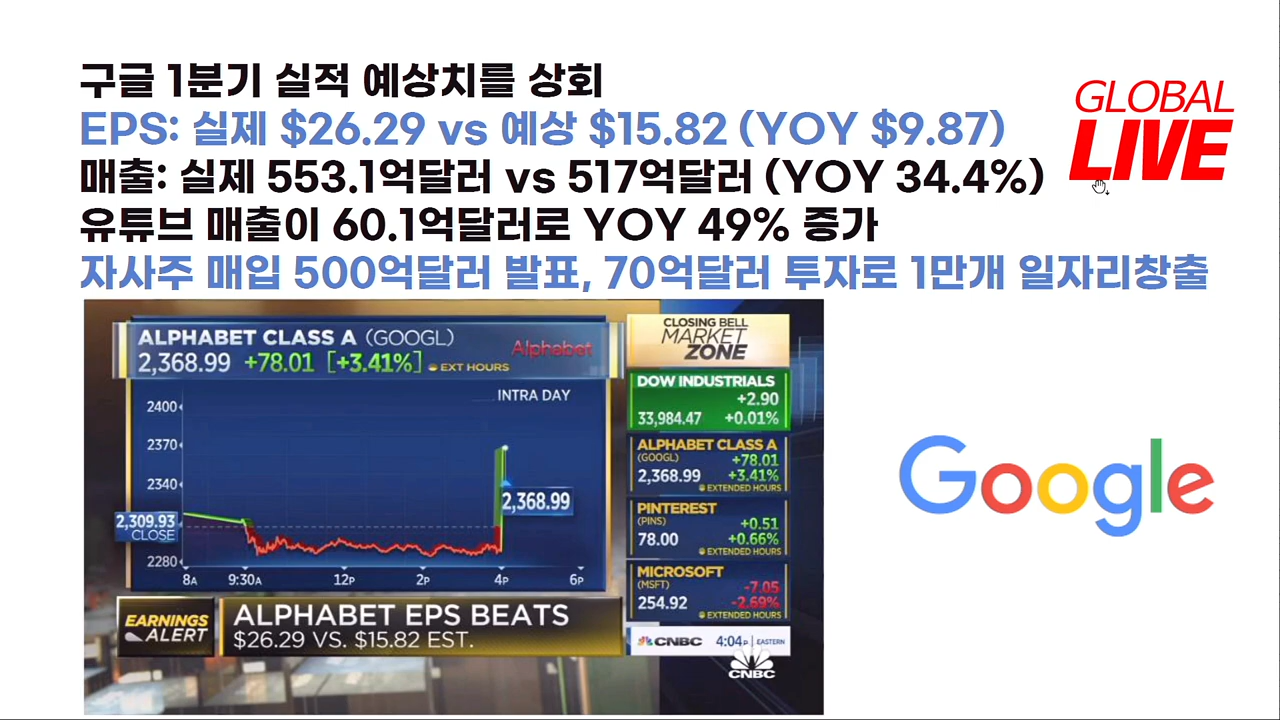 구글 1분기 실적 예상치를 상회
EPS: 실제 $26.29 vs 예상 $15.82 (YOY $9.87)
매출: 실제 553.1억달러 vs 517억달러 (YOY 34.4%)
유튜브 매출이 60.1억달러로 YOY 49% 증가
자사주 매입 500억달러 발표, 70억달러 투자로 1만개 일자리창출
GLOBAL
LIVE
ALPHABET CLASS A (GOOGL)
2,368.99 +78.01 [+3.41%] EXT HOURS
Alphabet
INTRA DAY
2400
2370
2340
2,309.93
CLOSE
2280
2,368.99
8A 9:30A 12P 2P 4P 6P
EARNINGS
ALERT
ALPHABET EPS BEATS
$26.29 VS. $15.82 EST.
CLOSING BELL
MARKET
ZONE
DOW INDUSTRIALS
+2.90
33,984.47 +0.01%
ALPHABET CLASS A
(GOOGL) +78.01
2,368.99 +3.41%
EXTENDED HOURS
PINTEREST
(PINS) +0.51
78.00 +0.66%
EXTENDED HOURS
MICROSOFT
(MSFT) -7.05
254.92 -2.69%
EXTENDED HOURS
CNBC 4:04P EASTERN
CNBC
Google